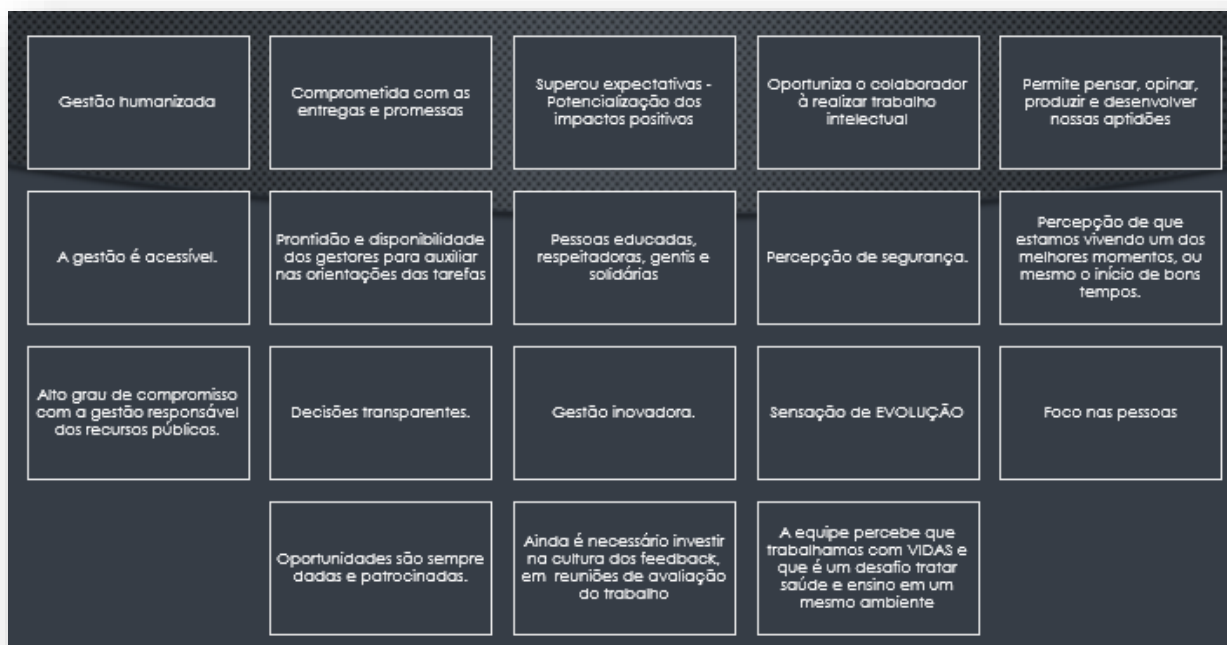 Gestão humanizada
Comprometida com as
entregas e promessas
Superou expectativas -
Potencialização dos
impactos positivos
Oportuniza o colaborador
à realizar trabalho
intelectual
Permite pensar, opinar,
produzir e desenvolver
nossas aptidões
A gestão é acessível.
Prontidão e disponibilidade
dos gestores para auxiliar
nas orientações das tarefas
Pessoas educadas,
respeitadoras, gentis e
solidárias
Percepção de segurança.
Percepção de que
estamos vivendo um dos
melhores momentos, ou
mesmo o início de bons
tempos.
Alto grau de compromisso
com a gestão responsável
dos recursos públicos.
Decisões transparentes.
Gestão inovadora.
Sensação de EVOLUÇÃO
Foco nas pessoas
Oportunidades são sempre
dadas e patrocinadas.
Ainda é necessário investir
na cultura dos feedback,
em reuniões de avaliação
do trabalho
A equipe percebe que
trabalhamos com VIDAS e
que é um desafio tratar
saúde e ensino em um
mesmo ambiente